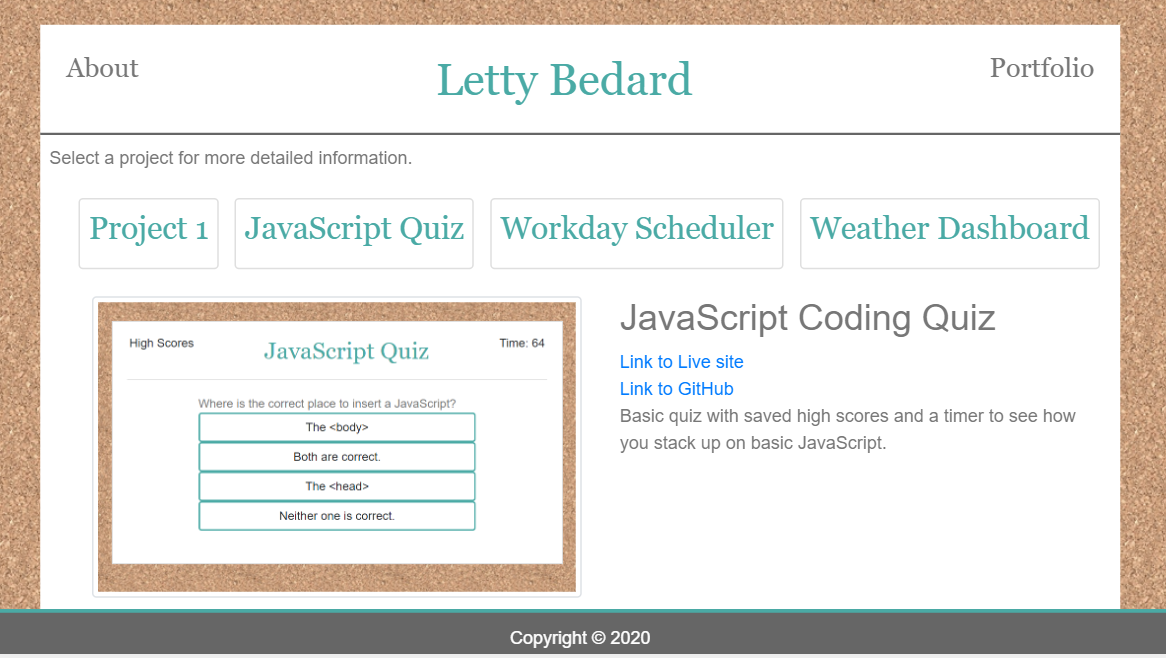 About
Letty Bedard
Portfolio
Select a project for more detailed information.
Project 1
JavaScript Quiz
Workday Scheduler
Weather Dashboard
High Scores
JavaScript Quiz
Time: 64
Where is the correct place to insert a JavaScript?
The <body>
Both are correct.
The <head>
Neither one is correct.
JavaScript Coding Quiz
Link to Live site
Link to GitHub
Basic quiz with saved high scores and a timer to see how
you stack up on basic JavaScript.
Copyright © 2020